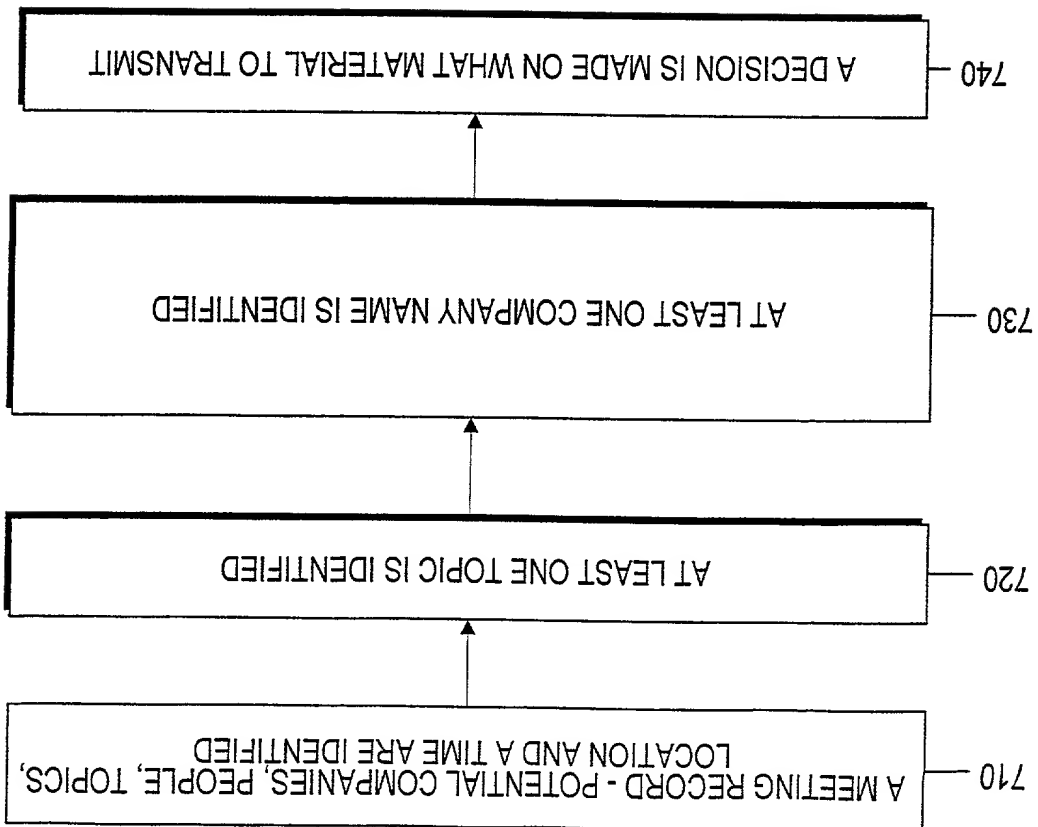 710
A MEETING RECORD - POTENTIAL COMPANIES, PEOPLE, TOPICS,
LOCATION AND A TIME ARE IDENTIFIED
720
AT LEAST ONE TOPIC IS IDENTIFIED
730
AT LEAST ONE COMPANY NAME IS IDENTIFIED
740
A DECISION IS MADE ON WHAT MATERIAL TO TRANSMIT